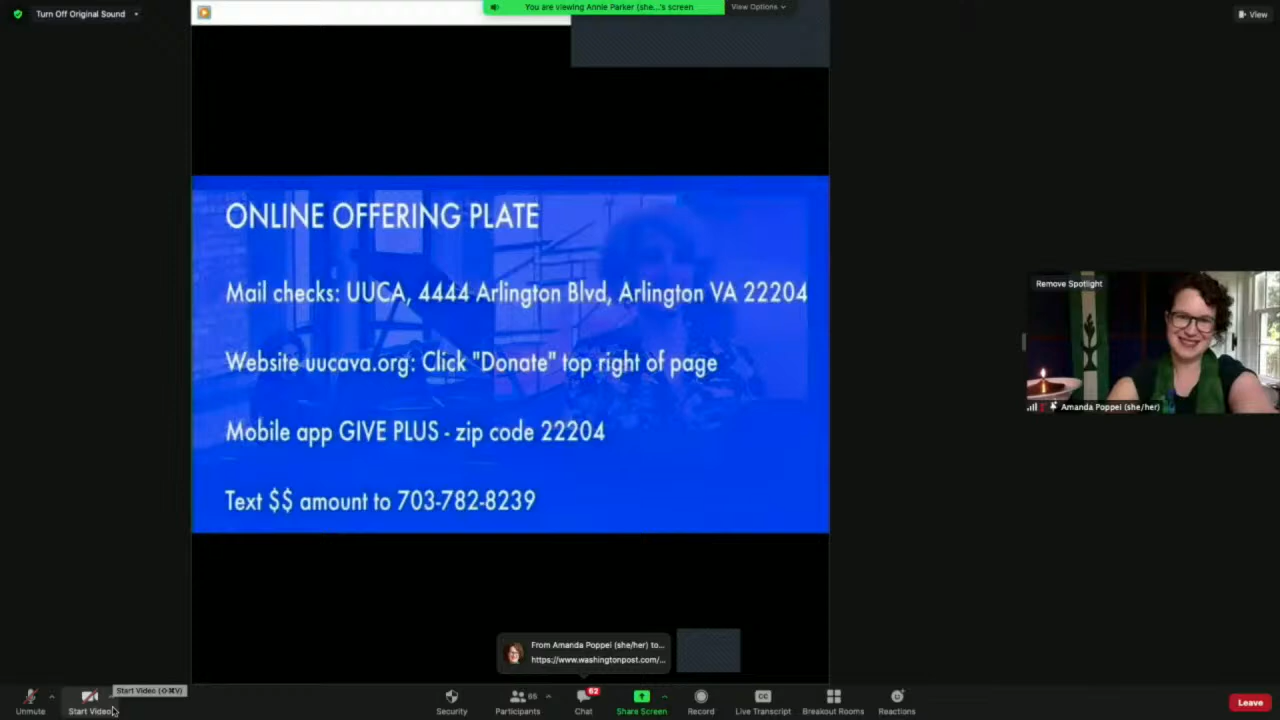 Turn Off Original Sound
You are viewing Annie Parker (she...'s screen
View Options
View
ONLINE OFFERING PLATE
Mail checks: UUCA, 4444 Arlington Blvd, Arlington VA 22204
Website uucava.org: Click "Donate" top right of page
Mobile app GIVE PLUS - zip code 22204
Text $$ amount to 703-782-8239
Remove Spotlight
Amanda Poppei (she/her)
From Amanda Poppei (she/her) to...
https://www.washingtonpost.com/...
Start Video (⇧⌘V)
Unmute
Start Video
Security
65
Participants
62
Chat
Share Screen
Record
CC
Live Transcript
Breakout Rooms
Reactions
Leave